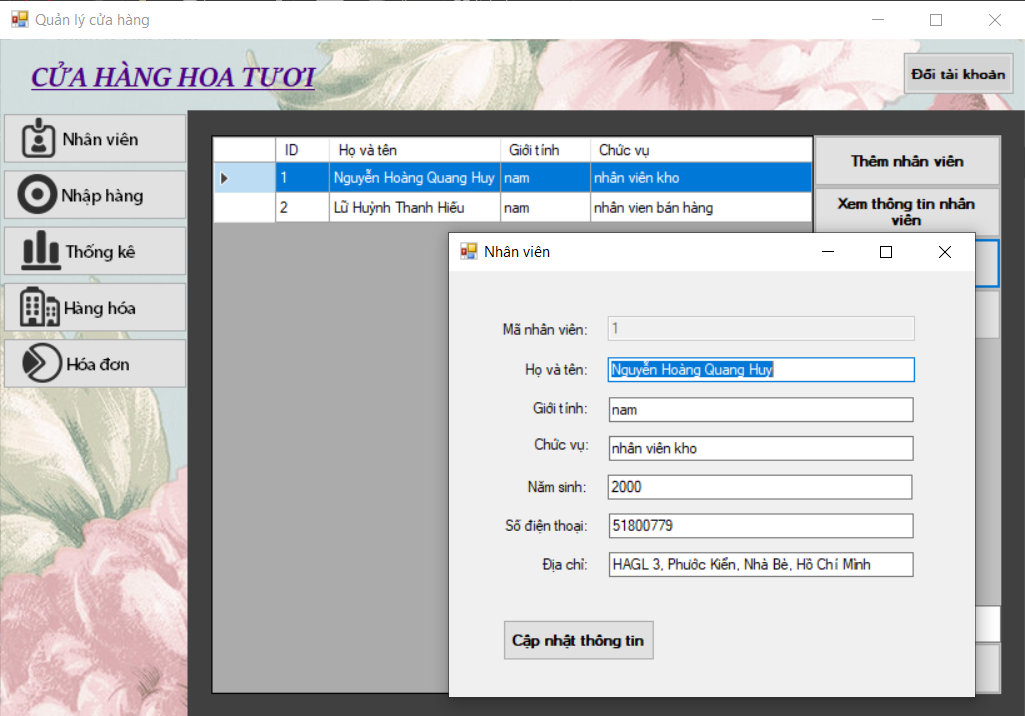 Quản lý cửa hàng
CỬA HÀNG HOA TƯƠI
Đổi tài khoản
Nhân viên
Nhập hàng
Thống kê
Hàng hóa
Hóa đơn
ID Họ và tên Giới tính Chức vụ
1 Nguyễn Hoàng Quang Huy nam nhân viên kho
2 Lữ Huỳnh Thanh Hiếu nam nhân vien bán hàng
Thêm nhân viên
Xem thông tin nhân
viên
Nhân viên
Mã nhân viên: 1
Họ và tên: Nguyễn Hoàng Quang Huy
Giới tính: nam
Chức vụ: nhân viên kho
Năm sinh: 2000
Số điện thoại: 51800779
Địa chỉ: HAGL 3, Phước Kiển, Nhà Bè, Hồ Chí Minh
Cập nhật thông tin